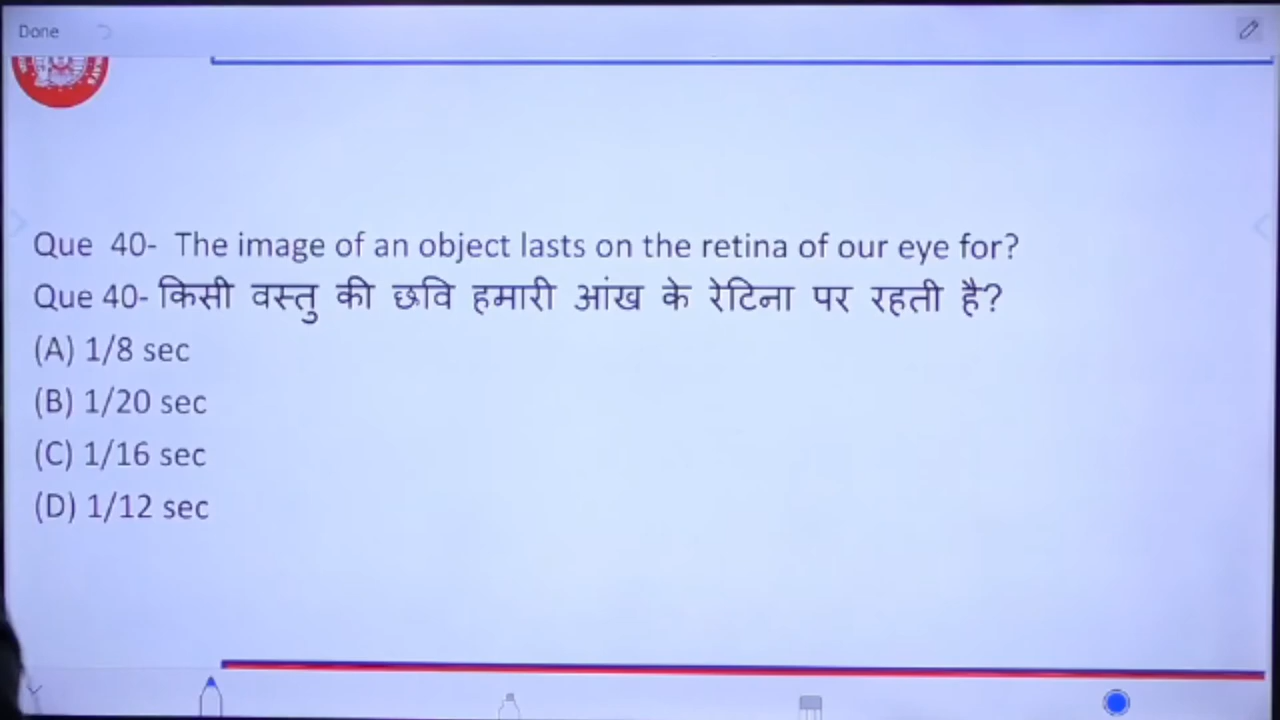 Done
Que 40- The image of an object lasts on the retina of our eye for?
Que 40- किसी वस्तु की छवि हमारी आंख के रेटिना पर रहती है?
(A) 1/8 sec
(B) 1/20 sec
(C) 1/16 sec
(D) 1/12 sec